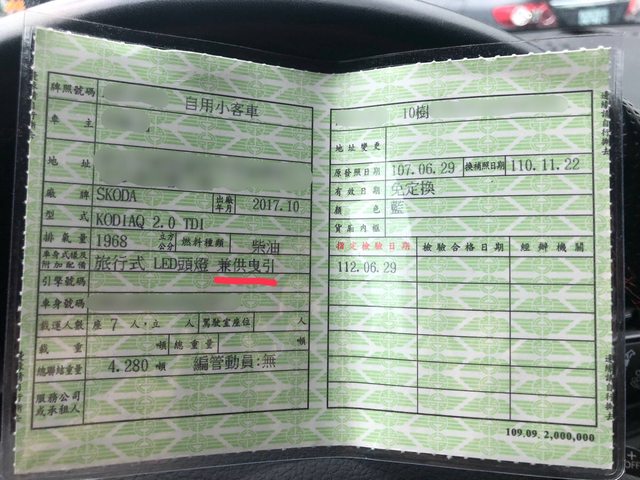 牌照號碼
自用小客車
車主
地址
廠牌 SKODA 出廠年月 2017.10
型式 KODIAQ 2.0 TDI
排氣量 1968 立方公分 燃料種類 柴油
車身式樣及附加配備 旅行式 LED頭燈 兼供曳引
引擎號碼
車身號碼
載運人數 座 7 人,立 人 駕駛室座位 人
載重 噸 總重量 噸
總聯結重量 4.280 噸 編管動員:無
服務公司或承租人
10樹
地址變更
原發照日期 107.06.29 換補照日期 110.11.22
有效日期 免定換
顏色 藍
貨廂內框
指定檢驗日期 檢驗合格日期 經辦機關
112.06.29
109.09. 2,000,000